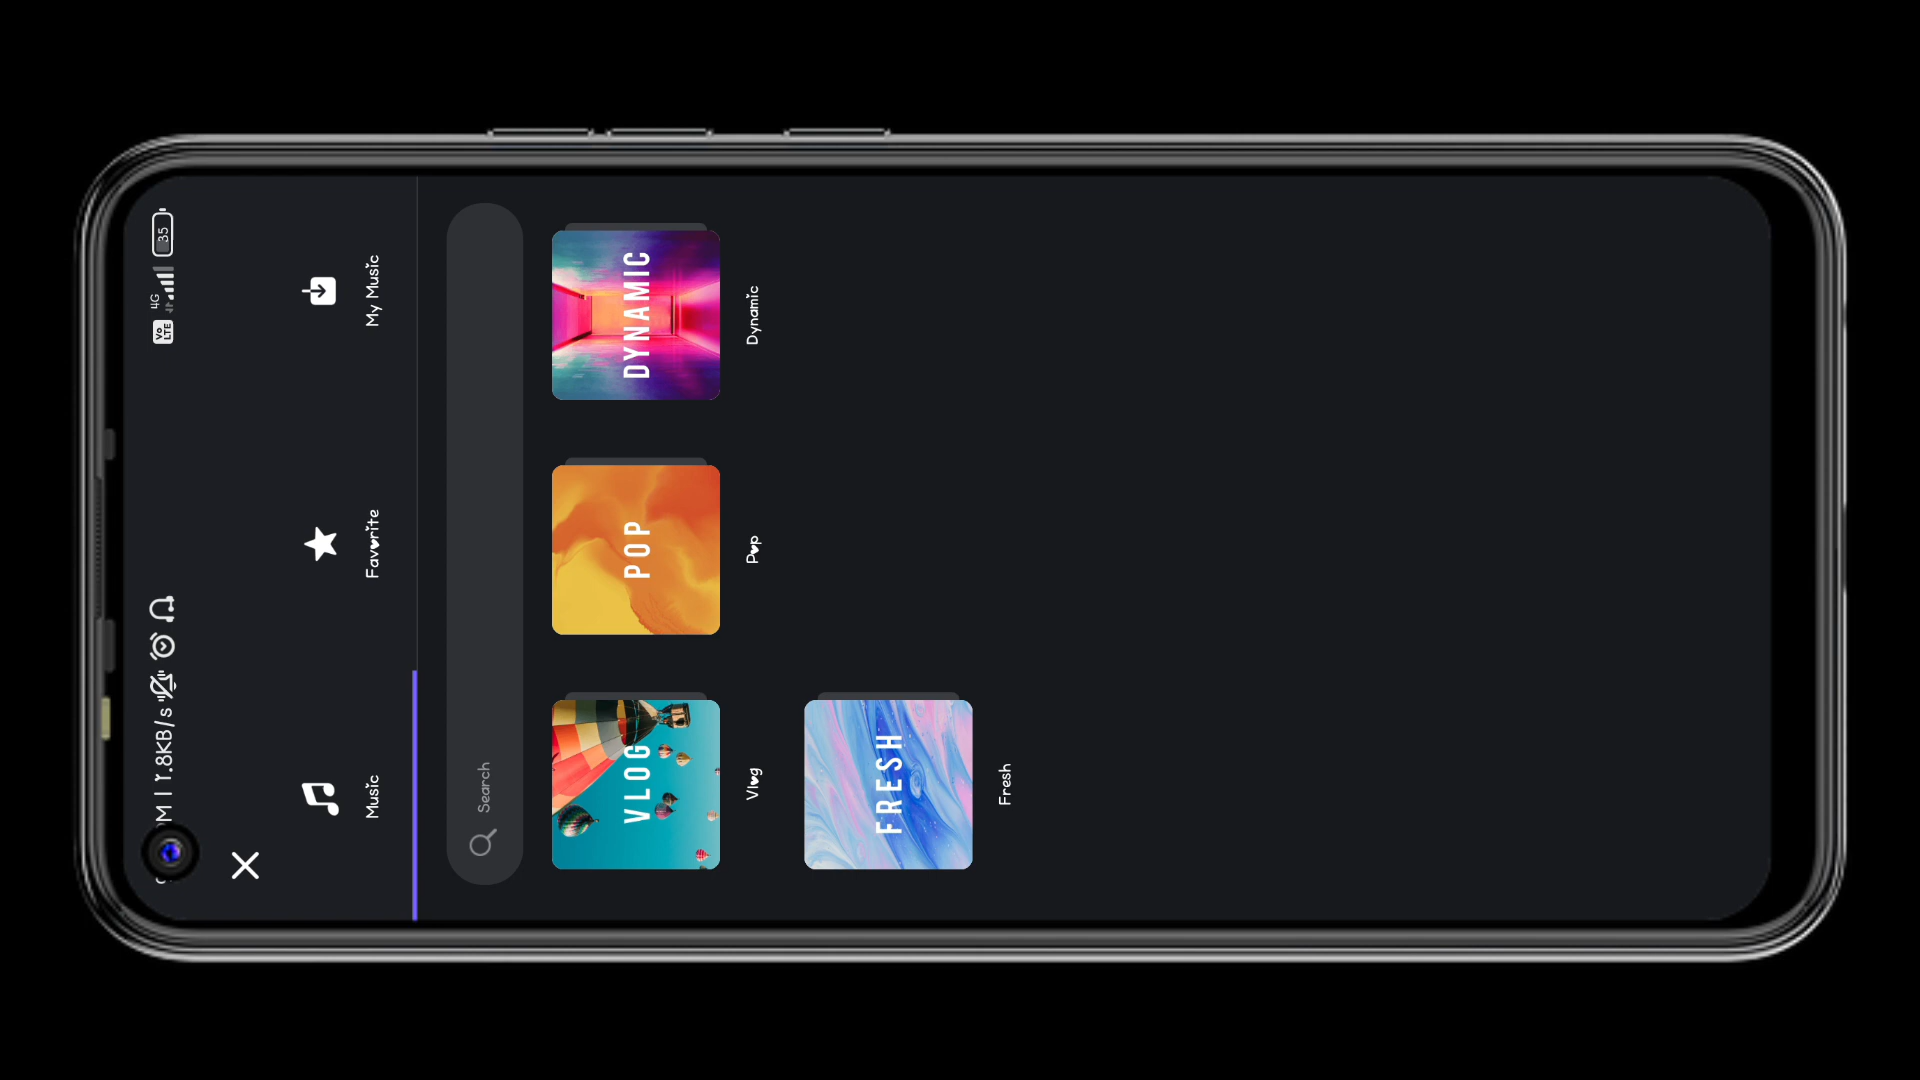 M | 1.8KB/s
Vo LTE 4G 35
Music Favorite My Music
Search
VLOG POP DYNAMIC
Vlog Pop Dynamic
FRESH
Fresh